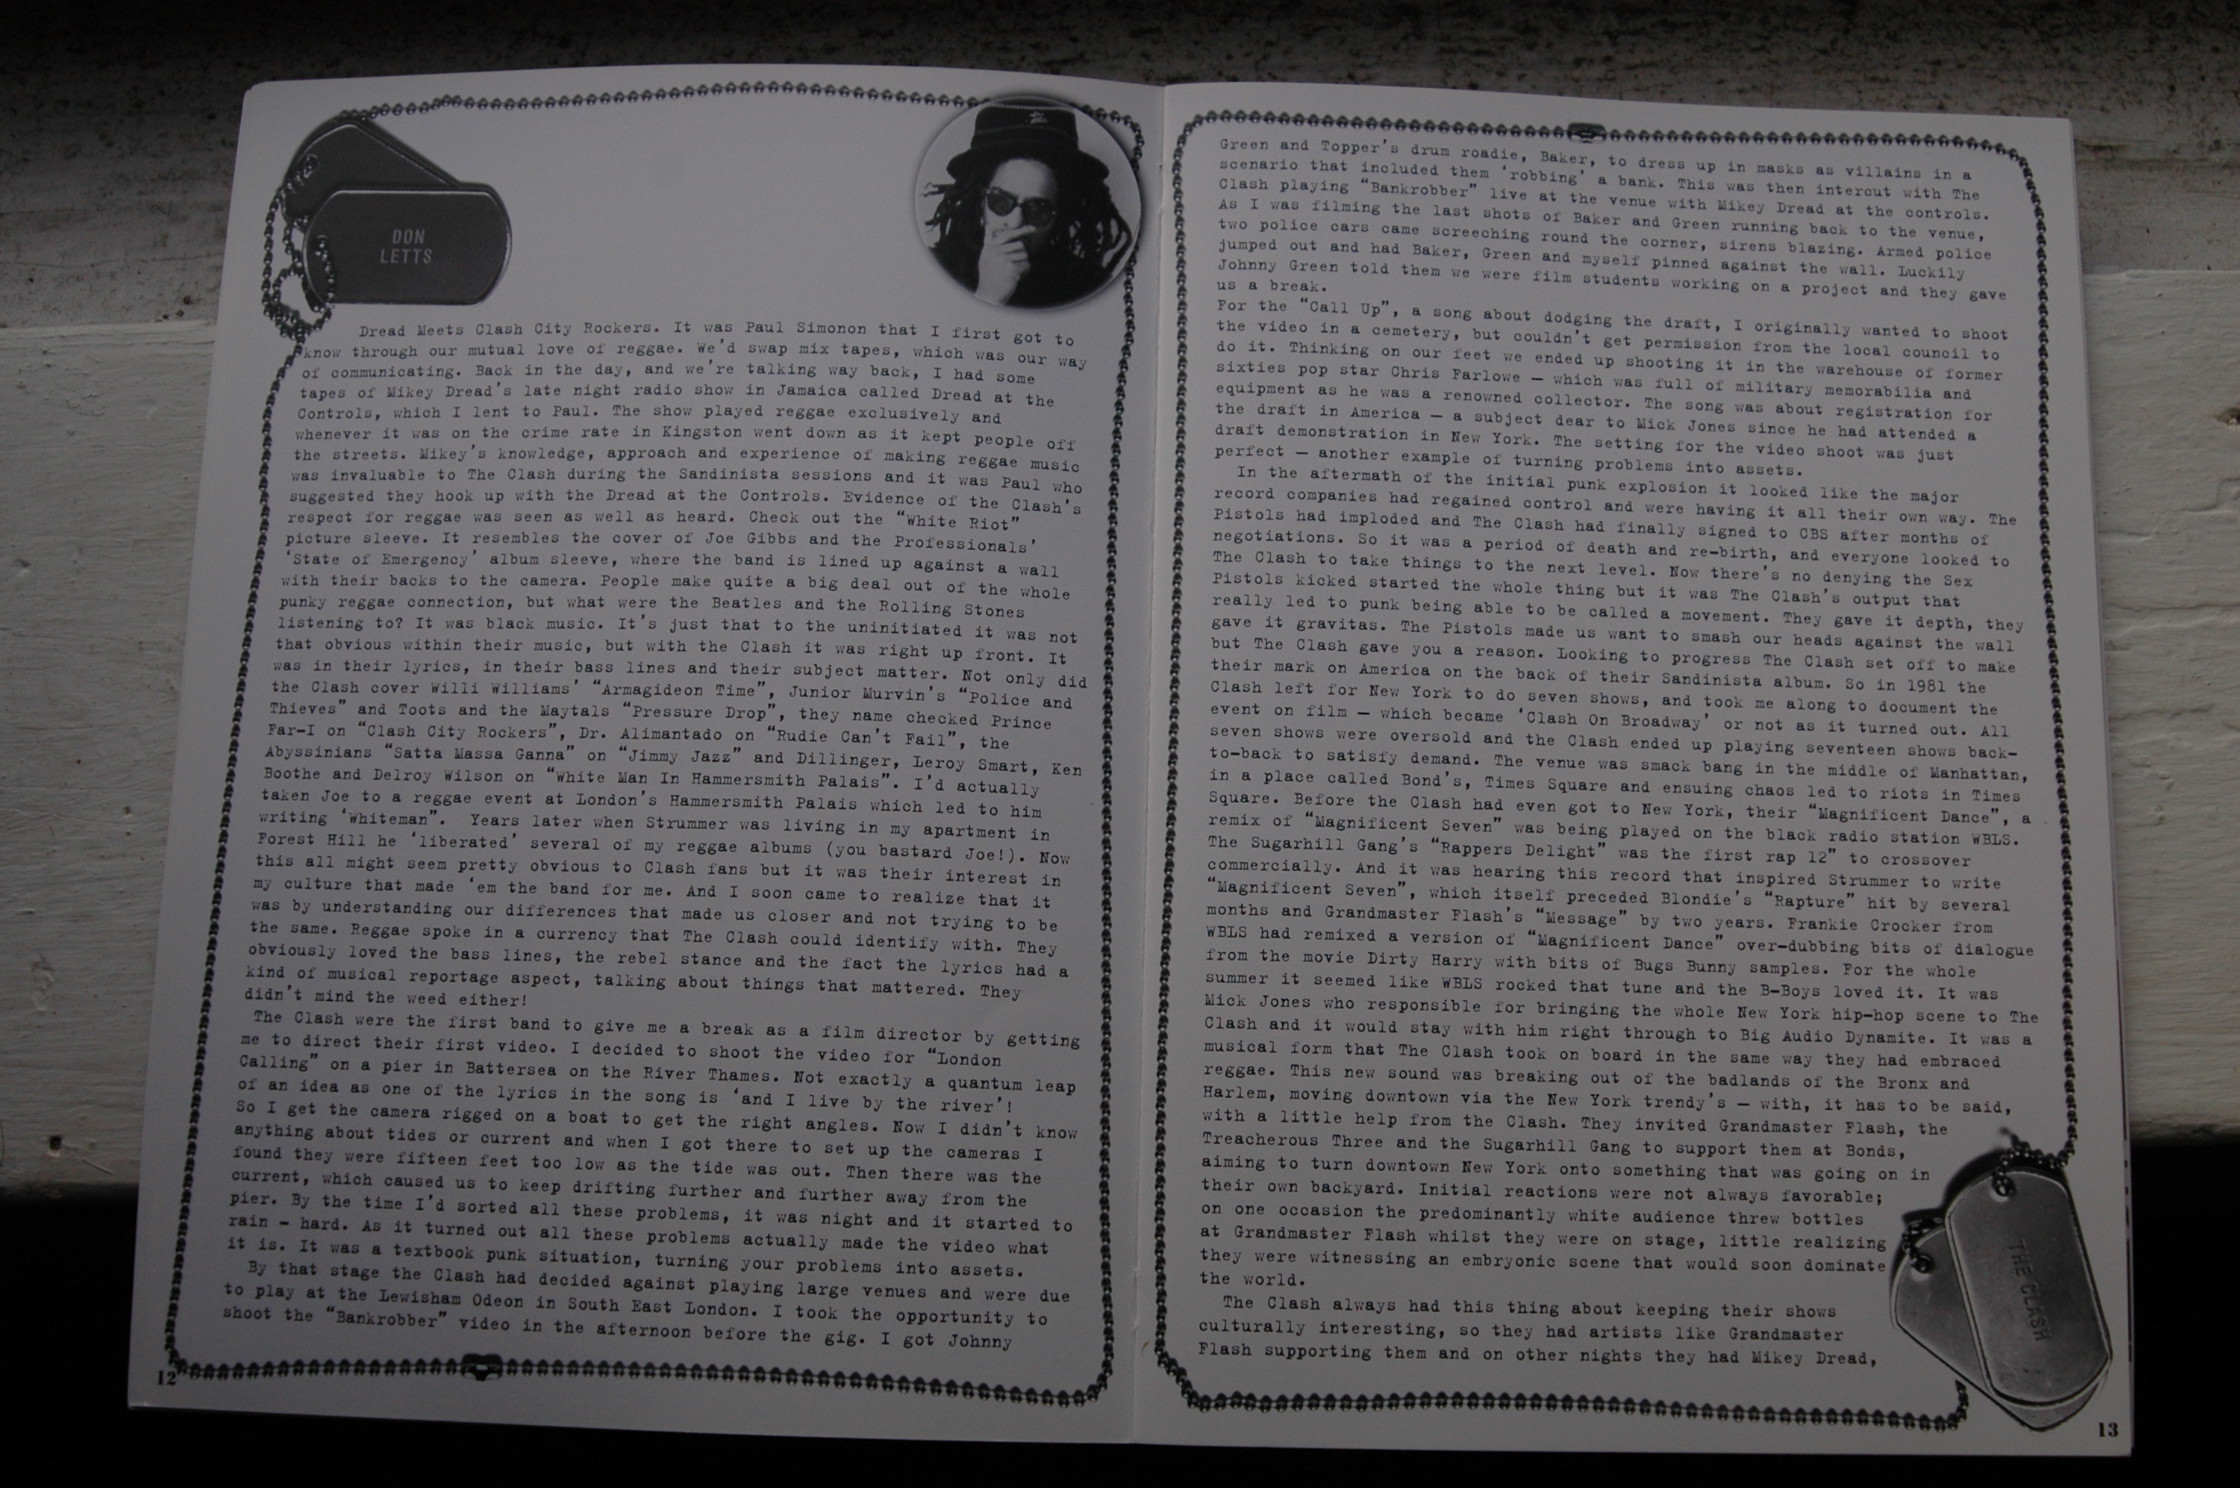 DON
LETTS
Dread Meets Clash City Rockers. It was Paul Simonon that I first got to
know through our mutual love of reggae. We'd swap mix tapes, which was our way
of communicating. Back in the day, and we're talking way back, I had some
tapes of Mikey Dread's late night radio show in Jamaica called Dread at the
Controls, which I lent to Paul. The show played reggae exclusively and
whenever it was on the crime rate in Kingston went down as it kept people off
the streets. Mikey's knowledge, approach and experience of making reggae music
was invaluable to The Clash during the Sandinista sessions and it was Paul who
suggested they hook up with the Dread at the Controls. Evidence of the Clash's
respect for reggae was seen as well as heard. Check out the "White Riot"
picture sleeve. It resembles the cover of Joe Gibbs and the Professionals'
'State of Emergency' album sleeve, where the band is lined up against a wall
with their backs to the camera. People make quite a big deal out of the whole
punky reggae connection, but what were the Beatles and the Rolling Stones
listening to? It was black music. It's just that to the uninitiated it was not
that obvious within their music, but with the Clash it was right up front. It
was in their lyrics, in their bass lines and their subject matter. Not only did
the Clash cover Willi Williams' "Armagideon Time", Junior Murvin's "Police and
Thieves" and Toots and the Maytals "Pressure Drop", they name checked Prince
Far-I on "Clash City Rockers", Dr. Alimantado on "Rudie Can't Fail", the
Abyssinians "Satta Massa Ganna" on "Jimmy Jazz" and Dillinger, Leroy Smart, Ken
Boothe and Delroy Wilson on "White Man In Hammersmith Palais". I'd actually
taken Joe to a reggae event at London's Hammersmith Palais which led to him
writing 'Whiteman". Years later when Strummer was living in my apartment in
Forest Hill he 'liberated' several of my reggae albums (you bastard Joe!). Now
this all might seem pretty obvious to Clash fans but it was their interest in
my culture that made 'em the band for me. And I soon came to realize that it
was by understanding our differences that made us closer and not trying to be
the same. Reggae spoke in a currency that The Clash could identify with. They
obviously loved the bass lines, the rebel stance and the fact the lyrics had a
kind of musical reportage aspect, talking about things that mattered. They
didn't mind the weed either!
The Clash were the first band to give me a break as a film director by getting
me to direct their first video. I decided to shoot the video for "London
Calling" on a pier in Battersea on the River Thames. Not exactly a quantum leap
of an idea as one of the lyrics in the song is 'and I live by the river'!
So I get the camera rigged on a boat to get the right angles. Now I didn't know
anything about tides or current and when I got there to set up the cameras I
found they were fifteen feet too low as the tide was out. Then there was the
current, which caused us to keep drifting further and further away from the
pier. By the time I'd sorted all these problems, it was night and it started to
rain - hard. As it turned out all these problems actually made the video what
it is. It was a textbook punk situation, turning your problems into assets.
By that stage the Clash had decided against playing large venues and were due
to play at the Lewisham Odeon in South East London. I took the opportunity to
shoot the "Bankrobber" video in the afternoon before the gig. I got Johnny
12
Green and Topper's drum roadie, Baker, to dress up in masks as villains in a
scenario that included them 'robbing' a bank. This was then intercut with The
Clash playing "Bankrobber" live at the venue with Mikey Dread at the controls.
As I was filming the last shots of Baker and Green running back to the venue,
two police cars came screeching round the corner, sirens blazing. Armed police
jumped out and had Baker, Green and myself pinned against the wall. Luckily
Johnny Green told them we were film students working on a project and they gave
us a break.
For the "Call Up", a song about dodging the draft, I originally wanted to shoot
the video in a cemetery, but couldn't get permission from the local council to
do it. Thinking on our feet we ended up shooting it in the warehouse of former
sixties pop star Chris Farlowe — which was full of military memorabilia and
equipment as he was a renowned collector. The song was about registration for
the draft in America — a subject dear to Mick Jones since he had attended a
draft demonstration in New York. The setting for the video shoot was just
perfect — another example of turning problems into assets.
In the aftermath of the initial punk explosion it looked like the major
record companies had regained control and were having it all their own way. The
Pistols had imploded and The Clash had finally signed to CBS after months of
negotiations. So it was a period of death and re-birth, and everyone looked to
The Clash to take things to the next level. Now there's no denying the Sex
Pistols kicked started the whole thing but it was The Clash's output that
really led to punk being able to be called a movement. They gave it depth, they
gave it gravitas. The Pistols made us want to smash our heads against the wall
but The Clash gave you a reason. Looking to progress The Clash set off to make
their mark on America on the back of their Sandinista album. So in 1981 the
Clash left for New York to do seven shows, and took me along to document the
event on film — which became 'Clash On Broadway' or not as it turned out. All
seven shows were oversold and the Clash ended up playing seventeen shows back-
to-back to satisfy demand. The venue was smack bang in the middle of Manhattan,
in a place called Bond's, Times Square and ensuing chaos led to riots in Times
Square. Before the Clash had even got to New York, their "Magnificent Dance", a
remix of "Magnificent Seven" was being played on the black radio station WBLS.
The Sugarhill Gang's "Rappers Delight" was the first rap 12" to crossover
commercially. And it was hearing this record that inspired Strummer to write
"Magnificent Seven", which itself preceded Blondie's "Rapture" hit by several
months and Grandmaster Flash's "Message" by two years. Frankie Crocker from
WBLS had remixed a version of "Magnificent Dance" over-dubbing bits of dialogue
from the movie Dirty Harry with bits of Bugs Bunny samples. For the whole
summer it seemed like WBLS rocked that tune and the B-Boys loved it. It was
Mick Jones who responsible for bringing the whole New York hip-hop scene to The
Clash and it would stay with him right through to Big Audio Dynamite. It was a
musical form that The Clash took on board in the same way they had embraced
reggae. This new sound was breaking out of the badlands of the Bronx and
Harlem, moving downtown via the New York trendy's — with, it has to be said,
with a little help from the Clash. They invited Grandmaster Flash, the
Treacherous Three and the Sugarhill Gang to support them at Bonds,
aiming to turn downtown New York onto something that was going on in
their own backyard. Initial reactions were not always favorable;
on one occasion the predominantly white audience threw bottles
at Grandmaster Flash whilst they were on stage, little realizing
they were witnessing an embryonic scene that would soon dominate
the world.
The Clash always had this thing about keeping their shows
culturally interesting, so they had artists like Grandmaster
Flash supporting them and on other nights they had Mikey Dread,
THE CLASH
13